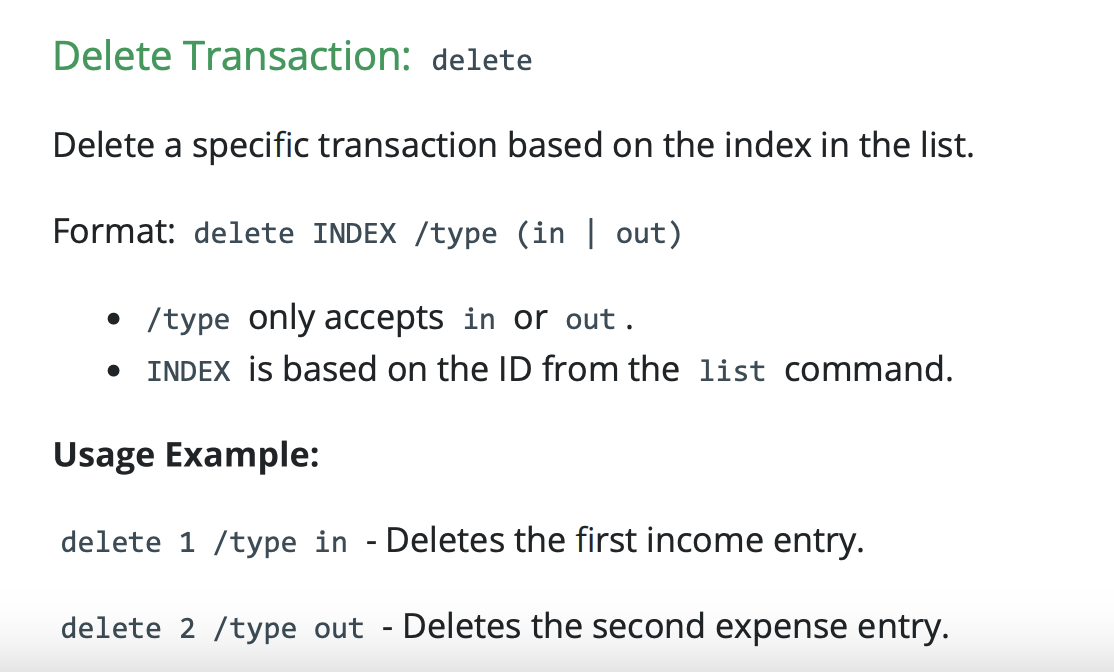 Delete Transaction: delete
Delete a specific transaction based on the index in the list.
Format: delete INDEX /type (in | out)
• /type only accepts in or out.
• INDEX is based on the ID from the list command.
Usage Example:
delete 1 /type in - Deletes the first income entry.
delete 2 /type out - Deletes the second expense entry.